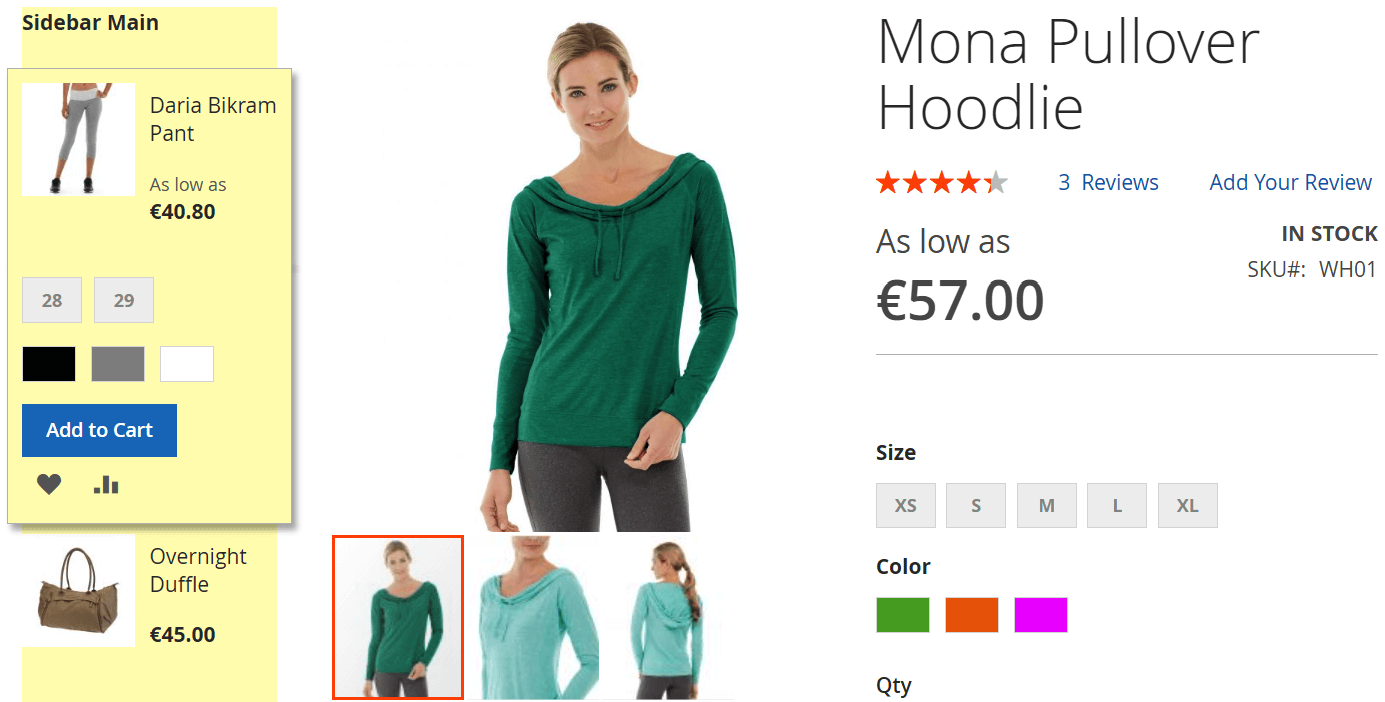 Sidebar Main
Daria Bikram
Pant
As low as
€40.80
28 29
Add to Cart
Overnight
Duffle
€45.00
Mona Pullover
Hoodlie
3 Reviews Add Your Review
As low as
€57.00
IN STOCK
SKU#: WH01
Size
XS S M L XL
Color
Qty